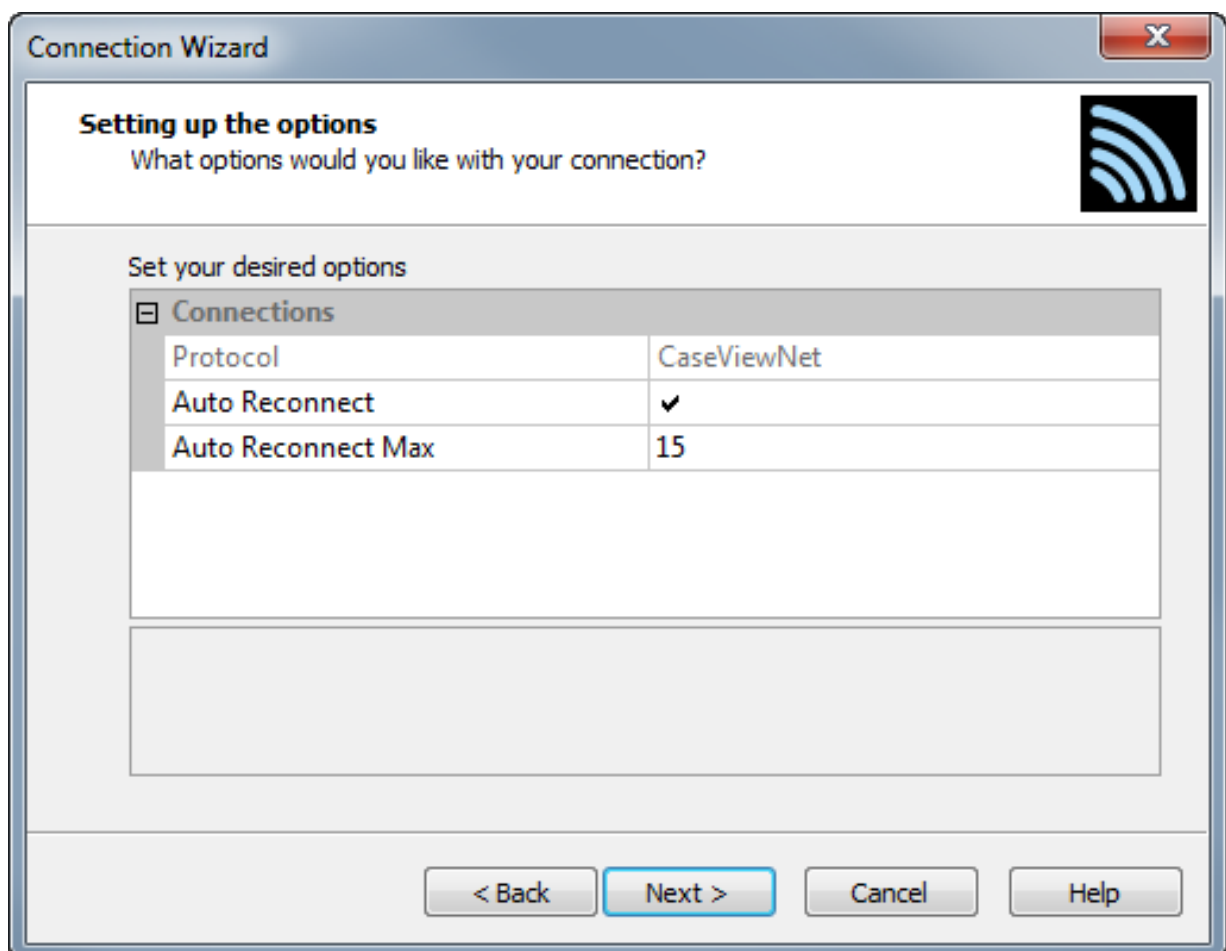 Connection Wizard
X
Setting up the options
What options would you like with your connection?
Set your desired options
Connections
Protocol CaseViewNet
Auto Reconnect ✔
Auto Reconnect Max 15
< Back Next > Cancel Help